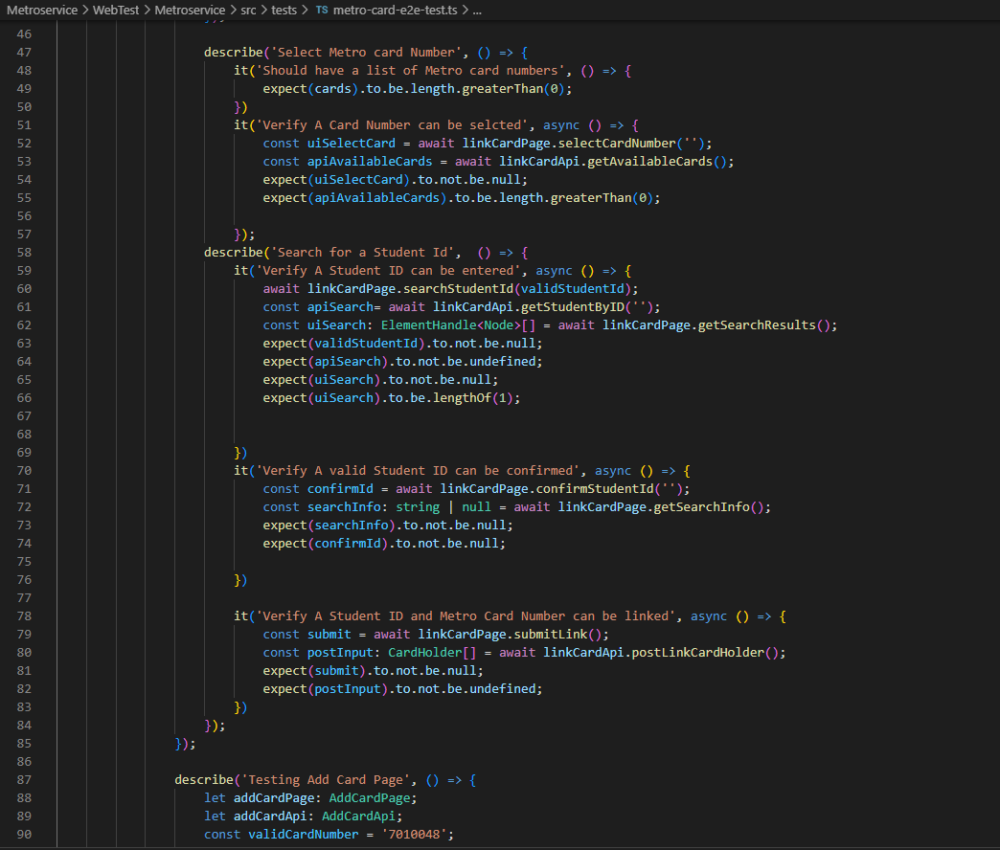 Metroservice > WebTest > Metroservice > src > tests > TS metro-card-e2e-test.ts > ...
46
47 describe('Select Metro card Number', () => {
48 it('Should have a list of Metro card numbers', () => {
49 expect(cards).to.be.length.greaterThan(0);
50 })
51 it('Verify A Card Number can be selcted', async () => {
52 const uiSelectCard = await linkCardPage.selectCardNumber('');
53 const apiAvailableCards = await linkCardApi.getAvailableCards();
54 expect(uiSelectCard).to.not.be.null;
55 expect(apiAvailableCards).to.be.length.greaterThan(0);
56
57 });
58 describe('Search for a Student Id',  () => {
59 it('Verify A Student ID can be entered', async () => {
60 await linkCardPage.searchStudentId(validStudentId);
61 const apiSearch= await linkCardApi.getStudentByID('');
62 const uiSearch: ElementHandle<Node>[] = await linkCardPage.getSearchResults();
63 expect(validStudentId).to.not.be.null;
64 expect(apiSearch).to.not.be.undefined;
65 expect(uiSearch).to.not.be.null;
66 expect(uiSearch).to.be.lengthOf(1);
67
68
69 })
70 it('Verify A valid Student ID can be confirmed', async () => {
71 const confirmId = await linkCardPage.confirmStudentId('');
72 const searchInfo: string | null = await linkCardPage.getSearchInfo();
73 expect(searchInfo).to.not.be.null;
74 expect(confirmId).to.not.be.null;
75
76 })
77
78 it('Verify A Student ID and Metro Card Number can be linked', async () => {
79 const submit = await linkCardPage.submitLink();
80 const postInput: CardHolder[] = await linkCardApi.postLinkCardHolder();
81 expect(submit).to.not.be.null;
82 expect(postInput).to.not.be.undefined;
83 })
84 });
85 });
86
87 describe('Testing Add Card Page', () => {
88 let addCardPage: AddCardPage;
89 let addCardApi: AddCardApi;
90 const validCardNumber = '7010048';